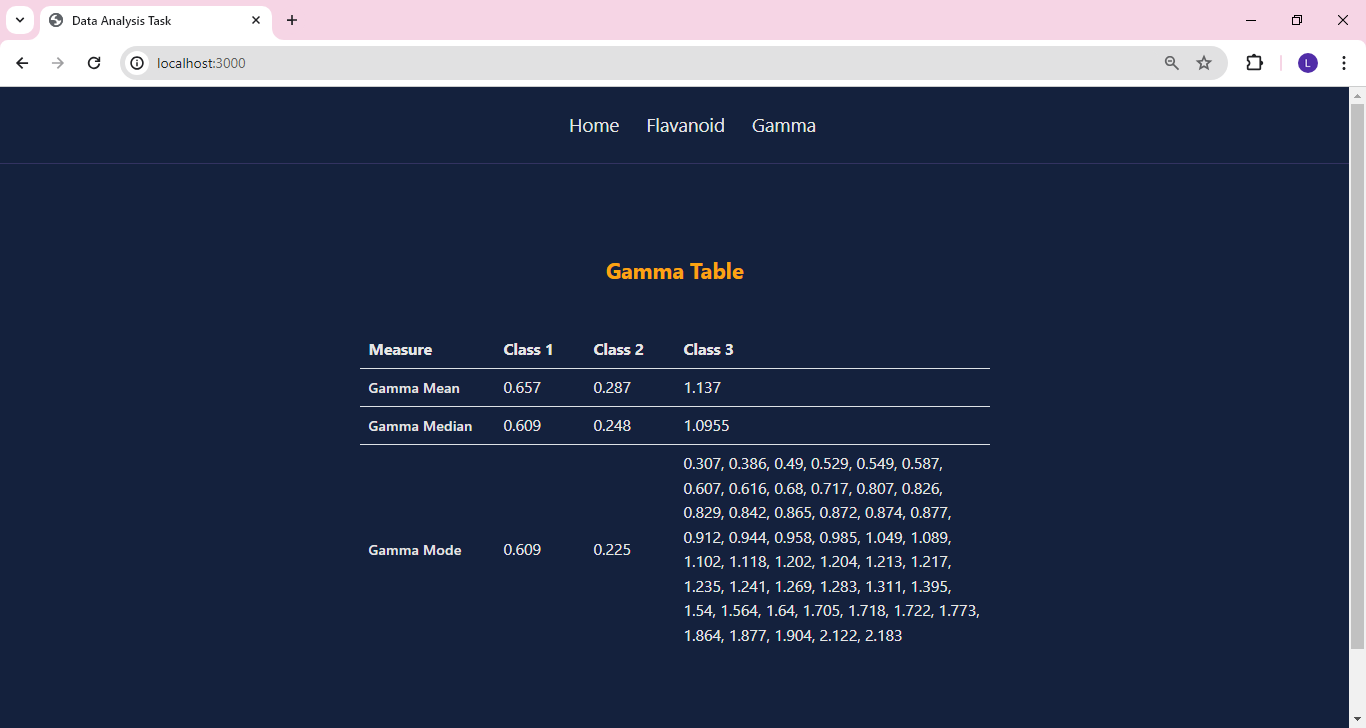 Data Analysis Task
localhost:3000
L
Home Flavanoid Gamma
Gamma Table
Measure Class 1 Class 2 Class 3
Gamma Mean 0.657 0.287 1.137
Gamma Median 0.609 0.248 1.0955
Gamma Mode 0.609 0.225
0.307, 0.386, 0.49, 0.529, 0.549, 0.587,
0.607, 0.616, 0.68, 0.717, 0.807, 0.826,
0.829, 0.842, 0.865, 0.872, 0.874, 0.877,
0.912, 0.944, 0.958, 0.985, 1.049, 1.089,
1.102, 1.118, 1.202, 1.204, 1.213, 1.217,
1.235, 1.241, 1.269, 1.283, 1.311, 1.395,
1.54, 1.564, 1.64, 1.705, 1.718, 1.722, 1.773,
1.864, 1.877, 1.904, 2.122, 2.183